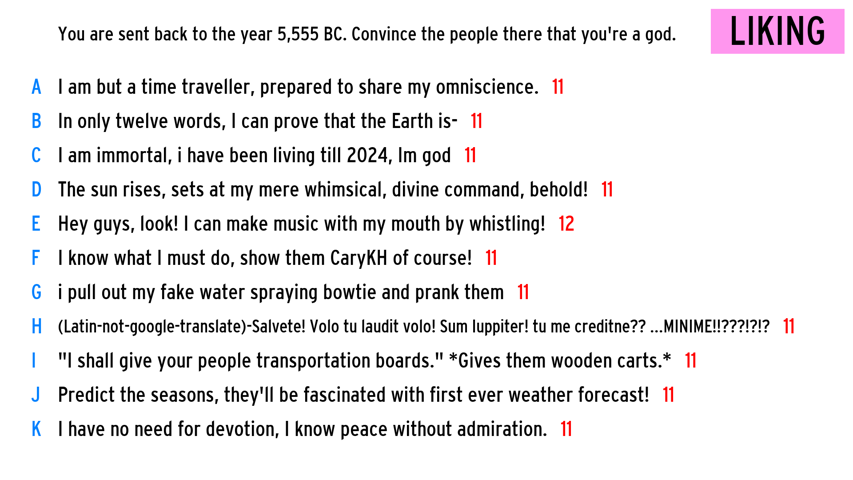 You are sent back to the year 5,555 BC. Convince the people there that you're a god.
LIKING
A I am but a time traveller, prepared to share my omniscience. 11
B In only twelve words, I can prove that the Earth is- 11
C I am immortal, i have been living till 2024, Im god 11
D The sun rises, sets at my mere whimsical, divine command, behold! 11
E Hey guys, look! I can make music with my mouth by whistling! 12
F I know what I must do, show them CaryKH of course! 11
G i pull out my fake water spraying bowtie and prank them 11
H (Latin-not-google-translate)-Salvete! Volo tu laudit volo! Sum Iuppiter! tu me creditne?? ...MINIME!!???!?!? 11
I "I shall give your people transportation boards." *Gives them wooden carts.* 11
J Predict the seasons, they'll be fascinated with first ever weather forecast! 11
K I have no need for devotion, I know peace without admiration. 11